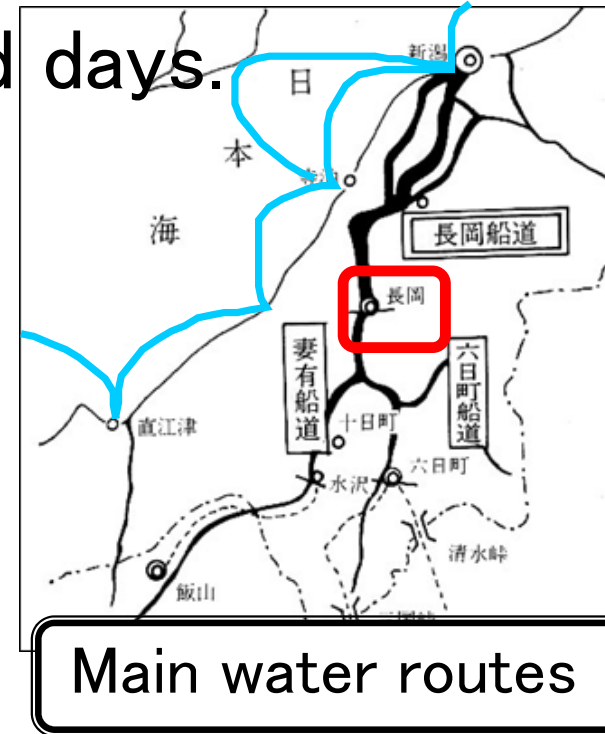 d days.
新潟
日
本
海
長岡船道
長岡
妻有船道
六日町船道
十日町
直江津
水沢
六日町
清水峠
飯山
Main water routes